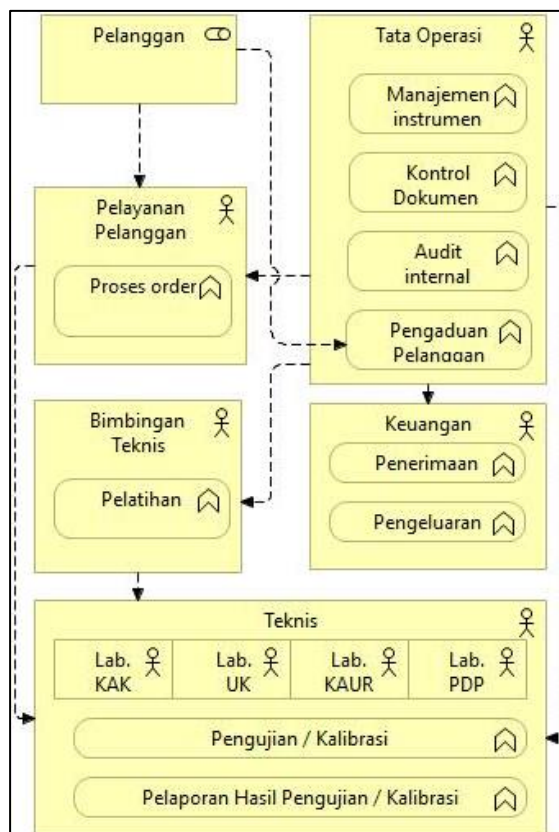 Pelanggan
Tata Operasi
Manajemen
instrumen
Kontrol
Dokumen
Audit
internal
Pengaduan
Pelanggan
Pelayanan
Pelanggan
Proses order
Bimbingan
Teknis
Pelatihan
Keuangan
Penerimaan
Pengeluaran
Teknis
Lab.
KAK
Lab.
UK
Lab.
KAUR
Lab.
PDP
Pengujian / Kalibrasi
Pelaporan Hasil Pengujian / Kalibrasi